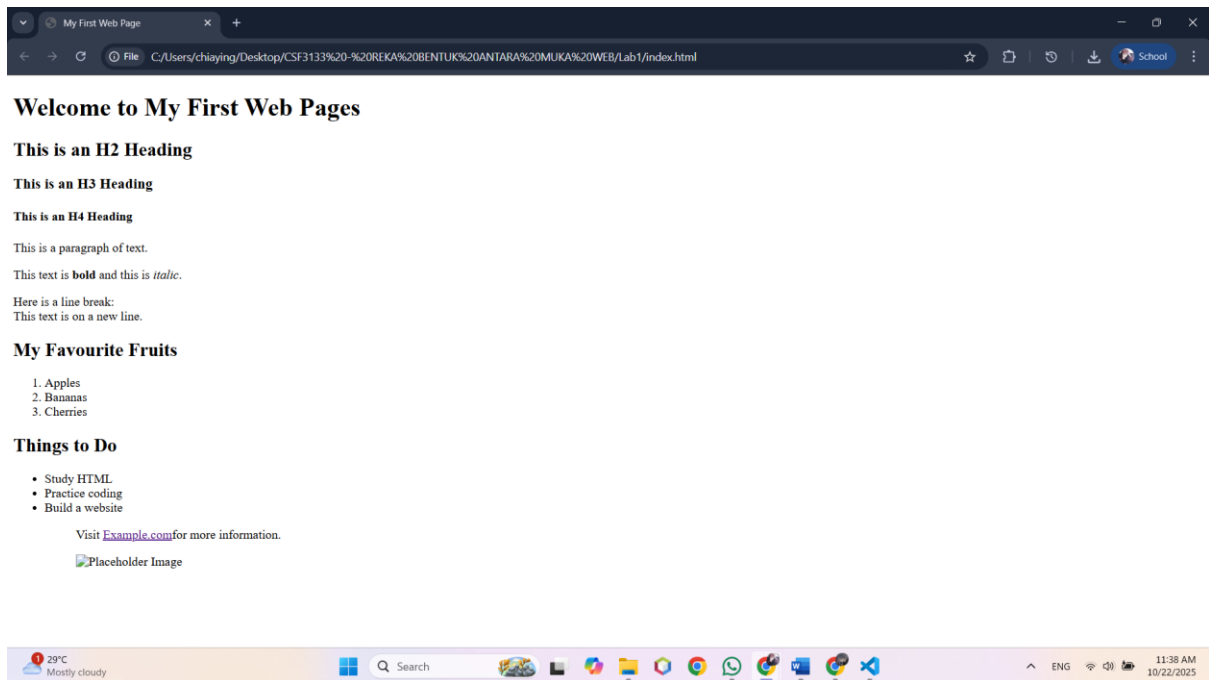 My First Web Page
File C:/Users/chiaying/Desktop/CSF3133%20-%20REKA%20BENTUK%20ANTARA%20MUKA%20WEB/Lab1/index.html School
Welcome to My First Web Pages
This is an H2 Heading
This is an H3 Heading
This is an H4 Heading
This is a paragraph of text.
This text is bold and this is italic.
Here is a line break:
This text is on a new line.
My Favourite Fruits
1. Apples
2. Bananas
3. Cherries
Things to Do
• Study HTML
• Practice coding
• Build a website
Visit Example.comfor more information.
Placeholder Image
1 29°C
Mostly cloudy
Search
ENG
11:38 AM
10/22/2025